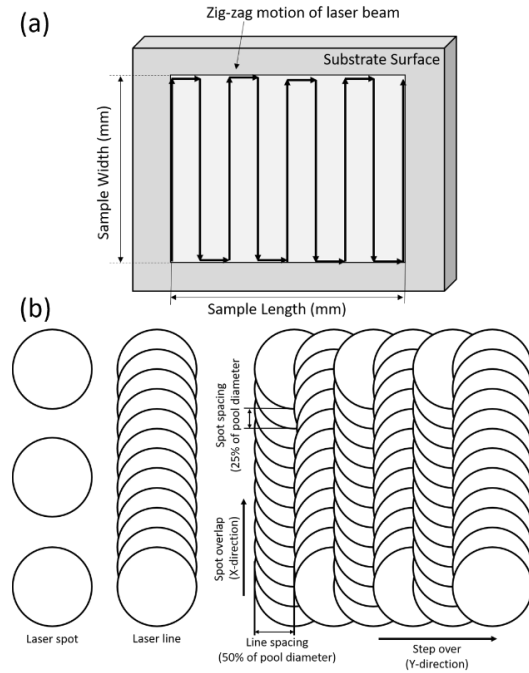 (a)
Zig-zag motion of laser beam
Substrate Surface
Sample Width (mm)
Sample Length (mm)
(b)
Spot spacing
(25% of pool diameter
Spot overlap
(X-direction)
Laser spot
Laser line
Line spacing
(50% of pool diameter)
Step over
(Y-direction)